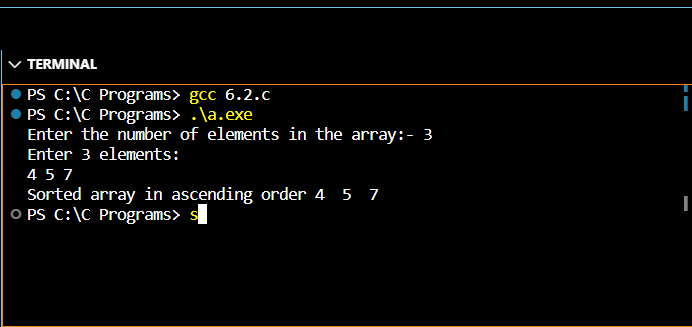 TERMINAL
PS C:\C Programs> gcc 6.2.c
PS C:\C Programs> .\a.exe
Enter the number of elements in the array:- 3
Enter 3 elements:
4 5 7
Sorted array in ascending order 4  5  7
PS C:\C Programs> s